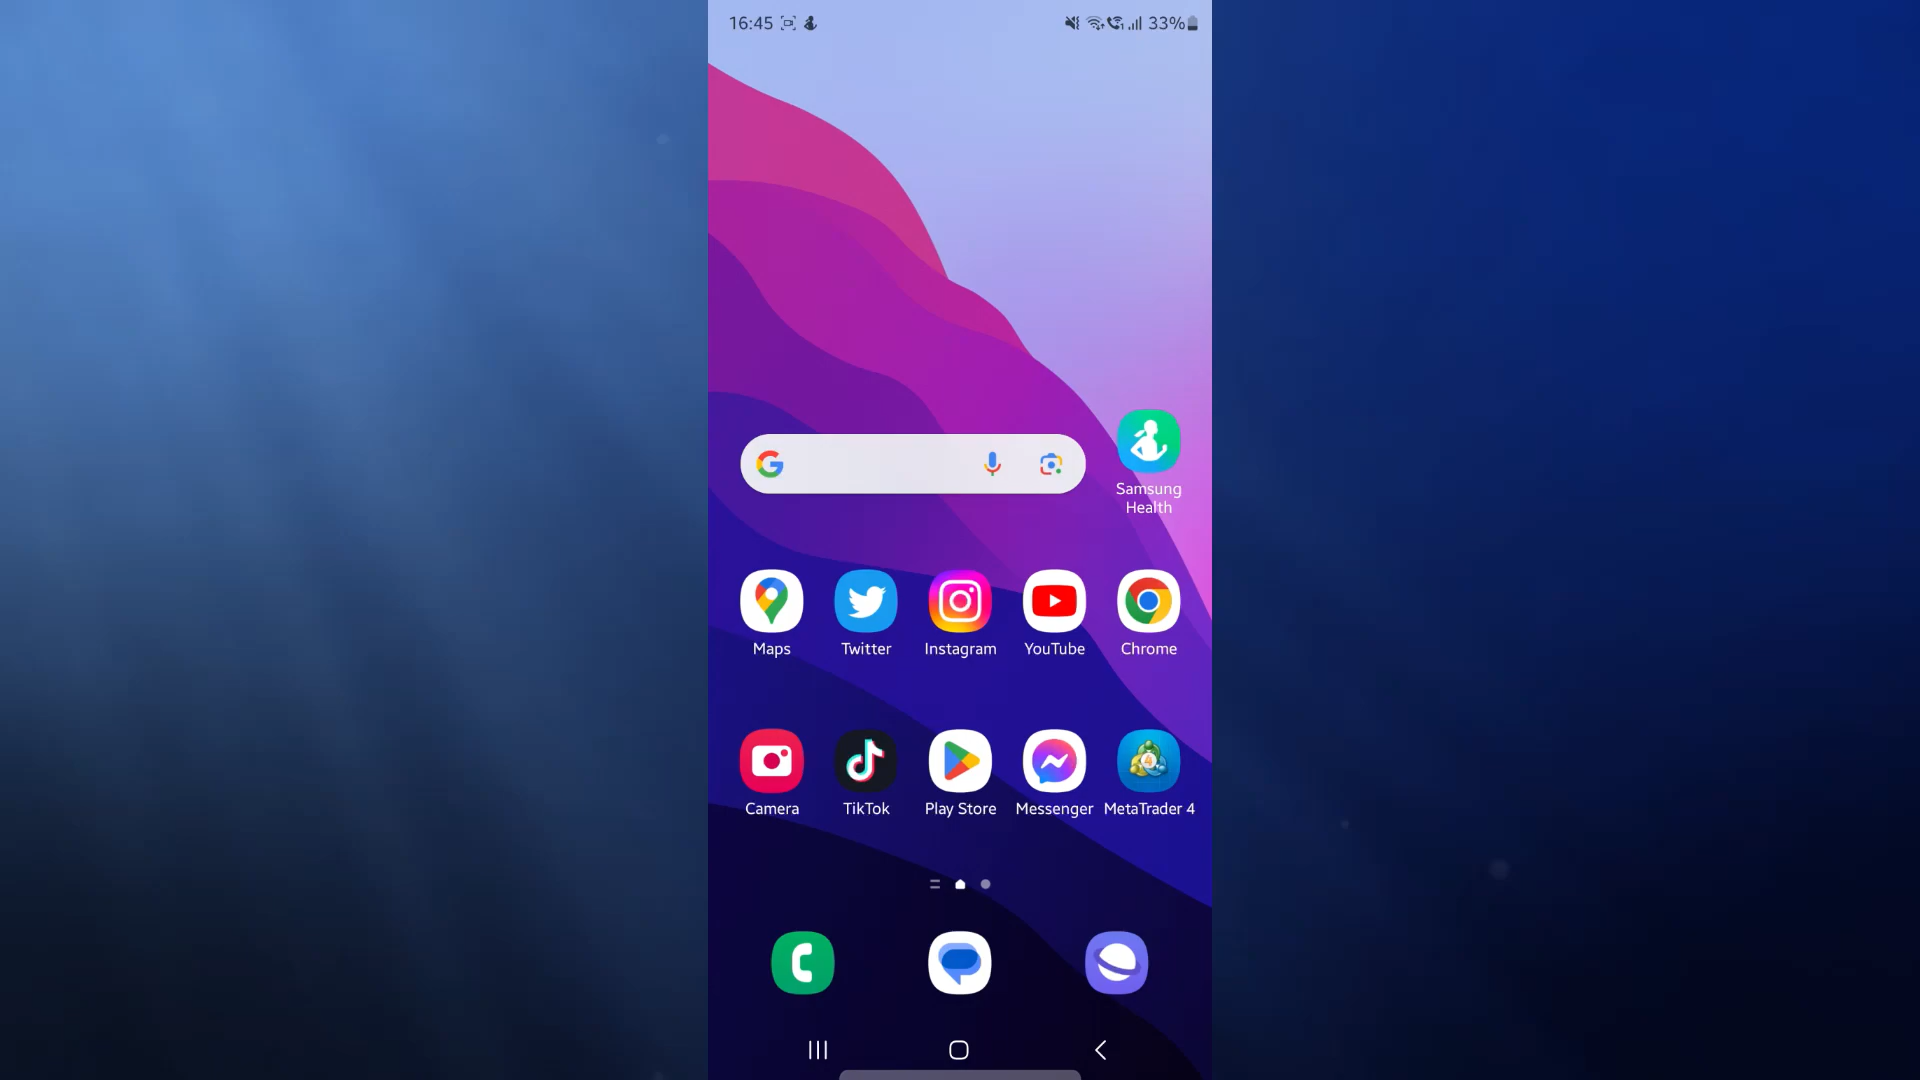 16:45
33%
Samsung
Health
Maps
Twitter
Instagram
YouTube
Chrome
Camera
TikTok
Play Store
Messenger
MetaTrader 4